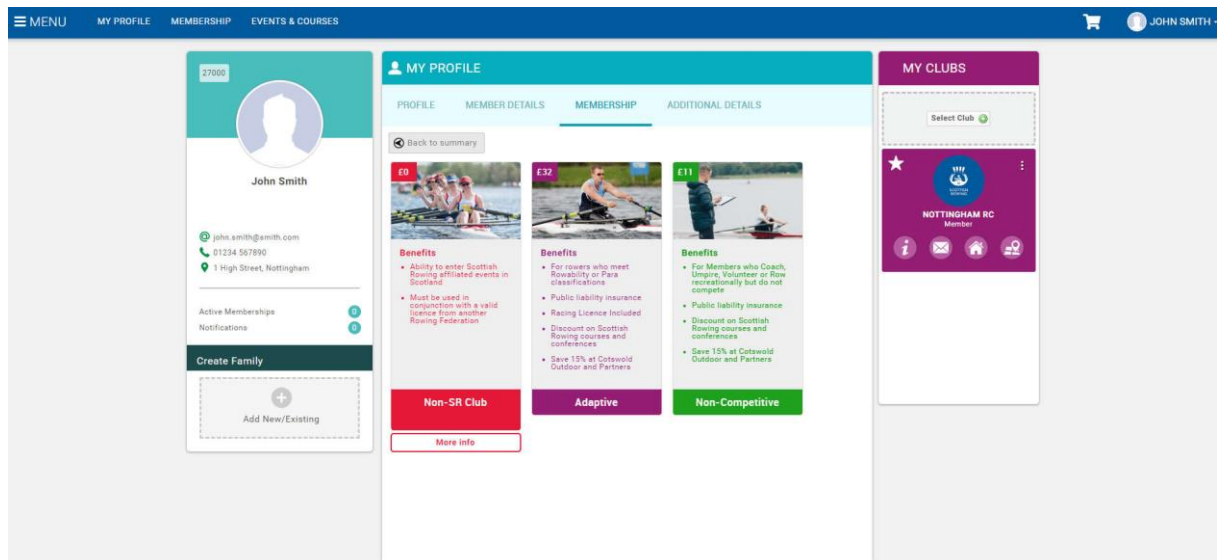 MENU
MY PROFILE
MEMBERSHIP
EVENTS & COURSES
JOHN SMITH
27000
John Smith
john.smith@smith.com
01234 567890
1 High Street, Nottingham
Active Memberships 0
Notifications 0
Create Family
Add New/Existing
MY PROFILE
PROFILE
MEMBER DETAILS
MEMBERSHIP
ADDITIONAL DETAILS
Back to summary
£0
Benefits
• Ability to enter Scottish
Rowing affiliated events in
Scotland
• Must be used in
conjunction with a valid
licence from another
Rowing Federation
Non-SR Club
More info
£32
Benefits
• For rowers who meet
Rowability or Para
classifications
• Public liability insurance
• Racing Licence Included
• Discount on Scottish
Rowing courses and
conferences
• Save 15% at Cotswold
Outdoor and Partners
Adaptive
£11
Benefits
• For Members who Coach,
Umpire, Volunteer or Row
recreationally but do not
compete
• Public liability insurance
• Discount on Scottish
Rowing courses and
conferences
• Save 15% at Cotswold
Outdoor and Partners
Non-Competitive
MY CLUBS
Select Club
SCOTTISH
ROWING
NOTTINGHAM RC
Member